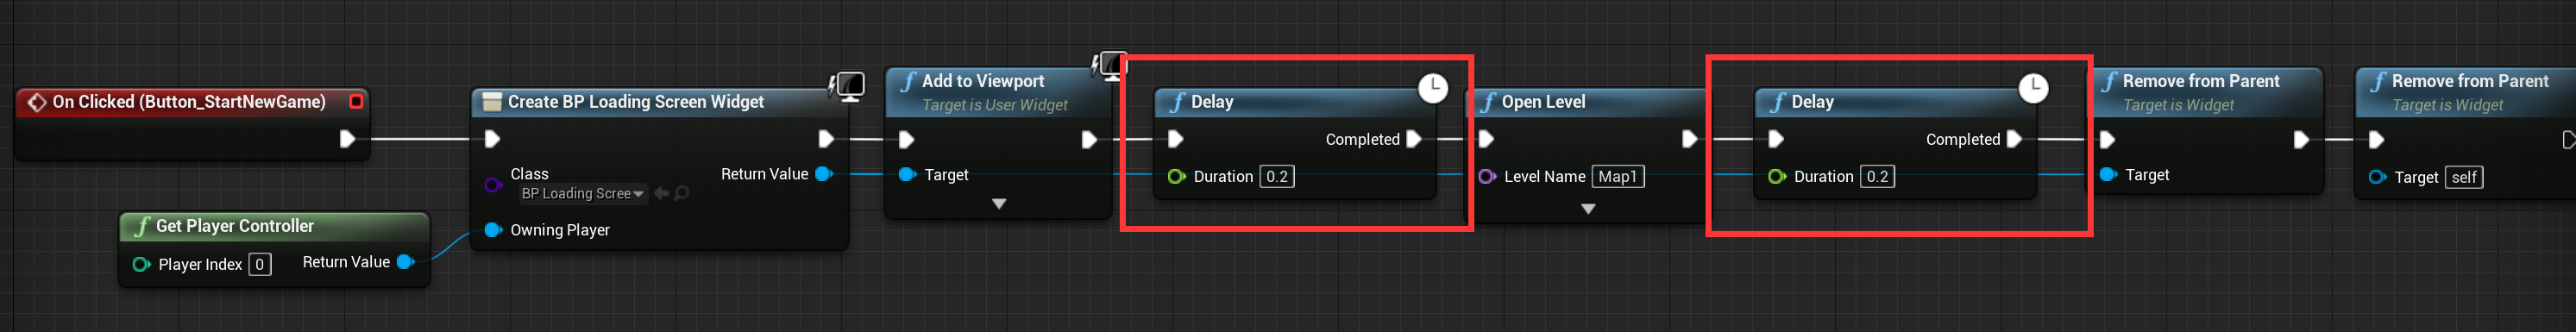 On Clicked (Button_StartNewGame)
Create BP Loading Screen Widget
Class
BP Loading Scree
Return Value
Owning Player
Get Player Controller
Player Index 0
Return Value
f Add to Viewport
Target is User Widget
Target
f Delay
Completed
Duration 0.2
f Open Level
Level Name Map1
f Delay
Completed
Duration 0.2
f Remove from Parent
Target is Widget
Target
f Remove from Parent
Target is Widget
Target self